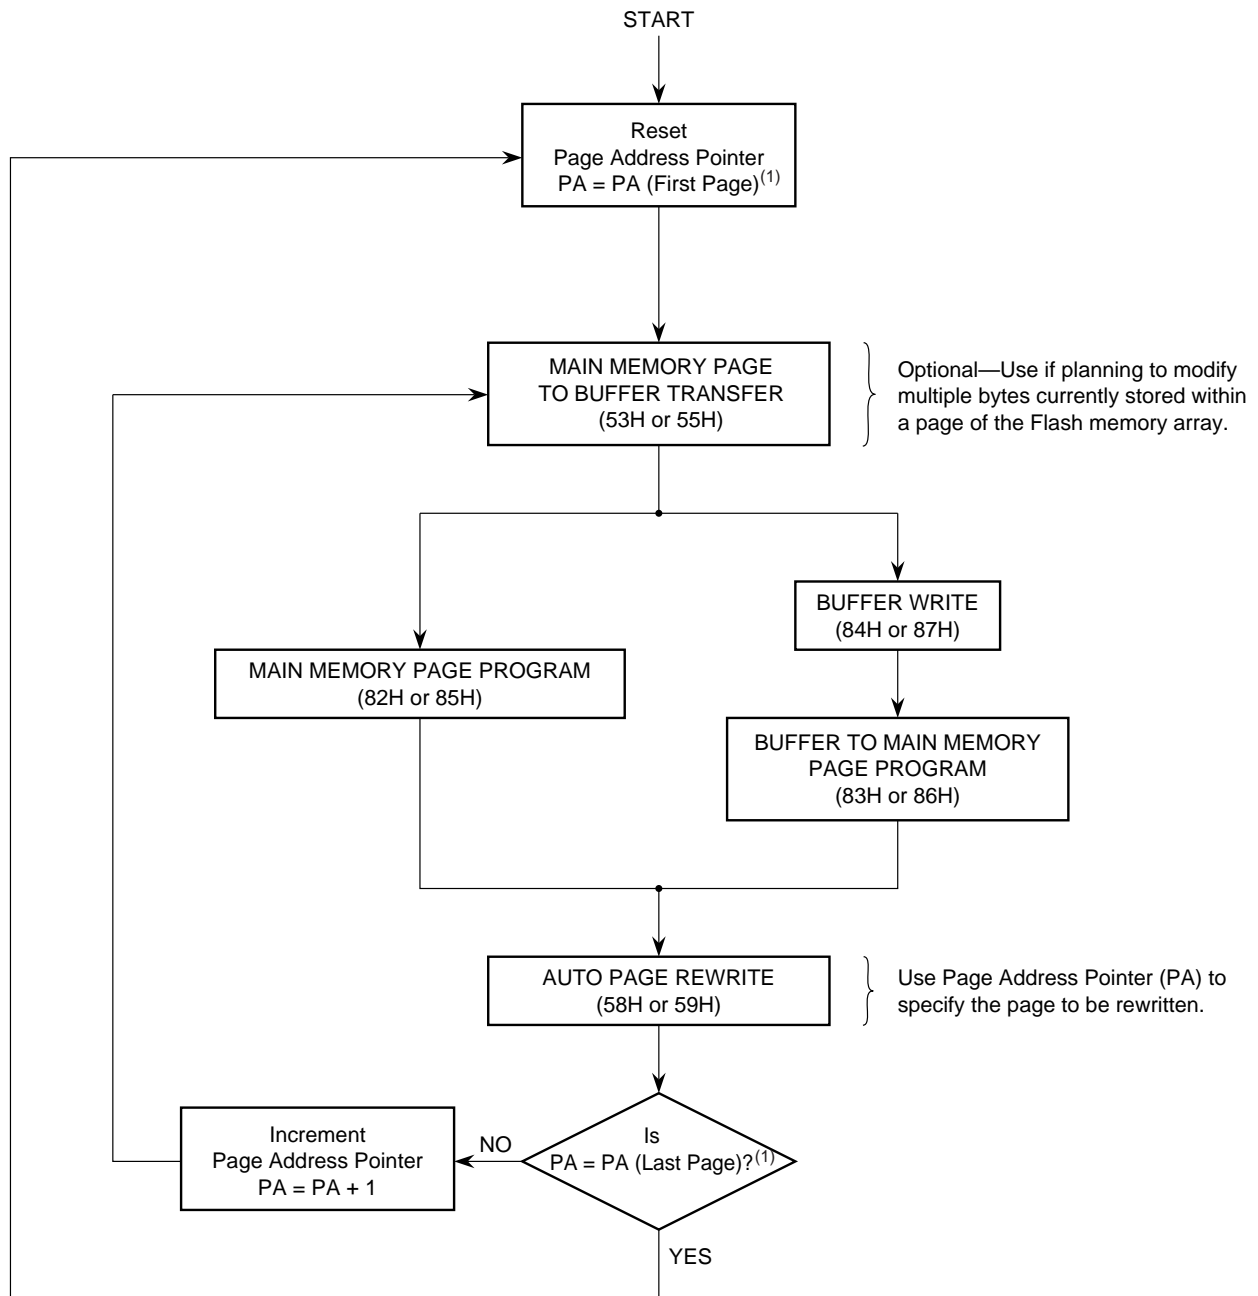 START
Reset
Page Address Pointer
PA = PA (First Page)(1)
MAIN MEMORY PAGE
TO BUFFER TRANSFER
(53H or 55H)
Optional—Use if planning to modify
multiple bytes currently stored within
a page of the Flash memory array.
BUFFER WRITE
(84H or 87H)
MAIN MEMORY PAGE PROGRAM
(82H or 85H)
BUFFER TO MAIN MEMORY
PAGE PROGRAM
(83H or 86H)
AUTO PAGE REWRITE
(58H or 59H)
Use Page Address Pointer (PA) to
specify the page to be rewritten.
Increment
Page Address Pointer
PA = PA + 1
NO
Is
PA = PA (Last Page)?(1)
YES